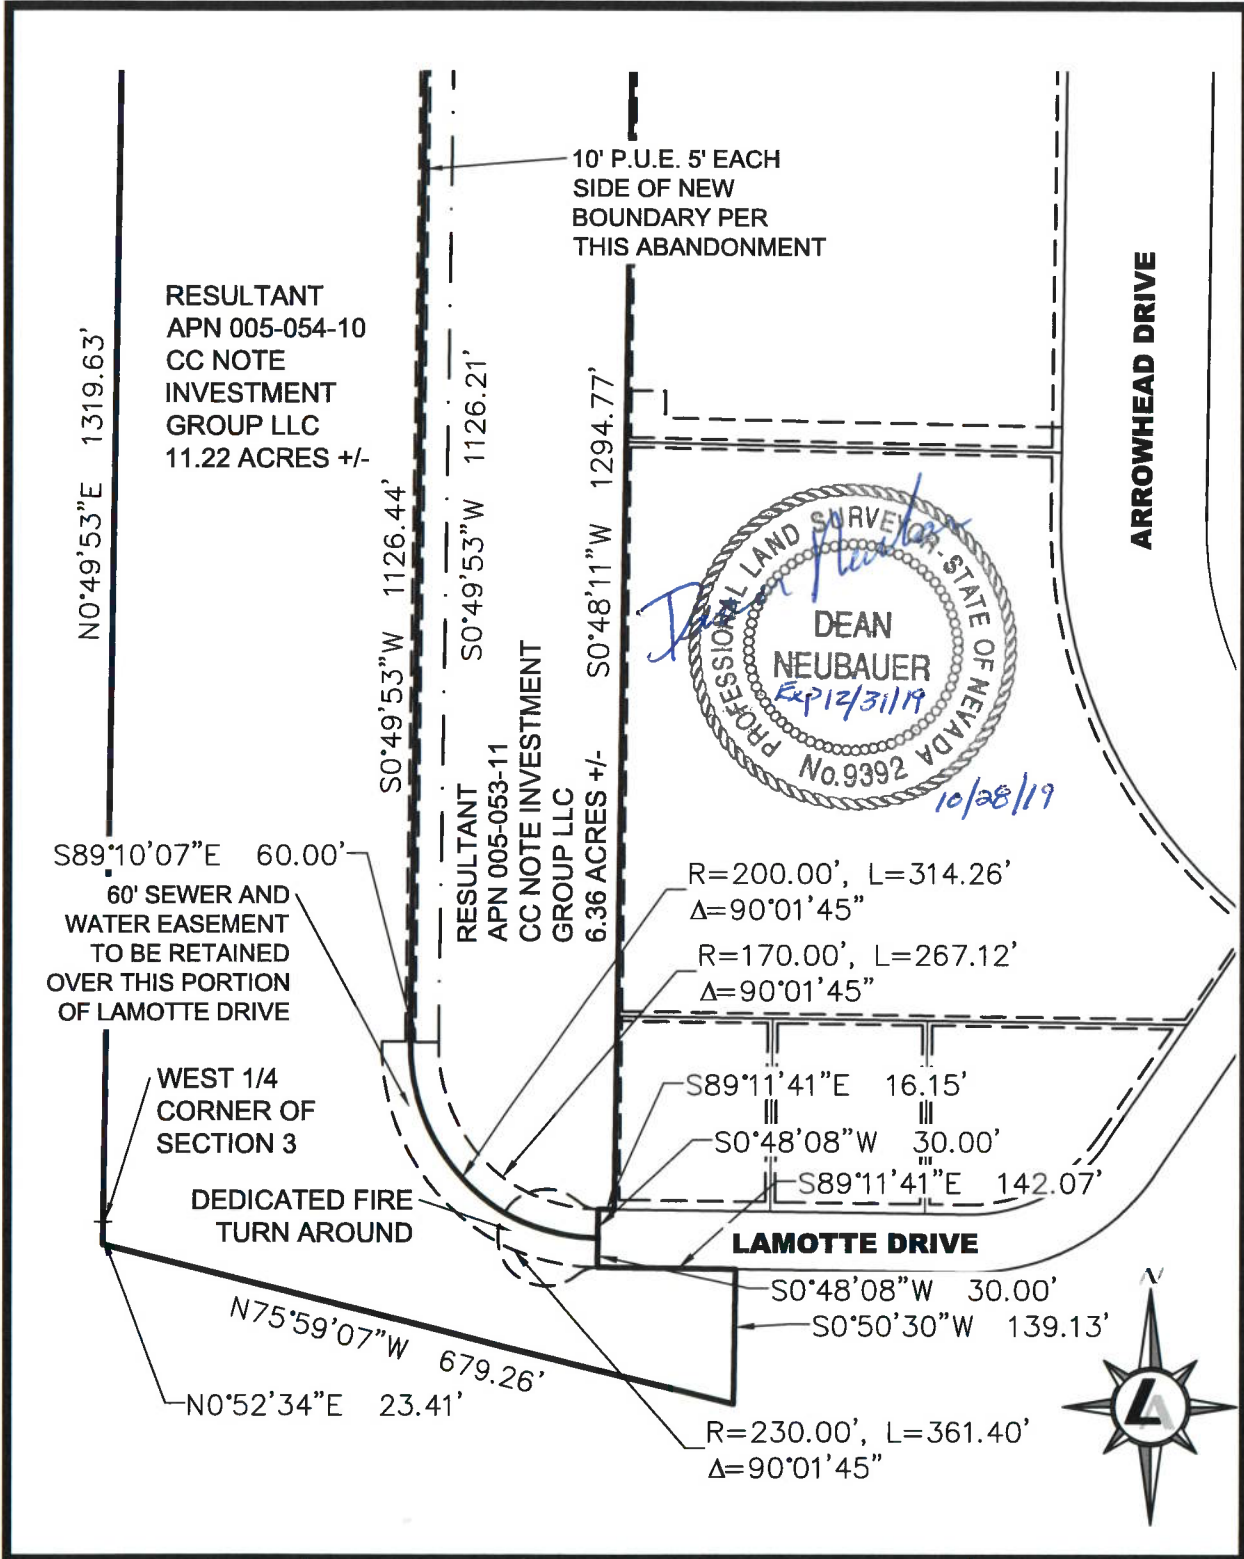 10' P.U.E. 5' EACH
SIDE OF NEW
BOUNDARY PER
THIS ABANDONMENT
RESULTANT
APN 005-054-10
CC NOTE
INVESTMENT
GROUP LLC
11.22 ACRES +/-
N0°49'53"E 1319.63'
S0°49'53"W 1126.44'
S0°49'53"W 1126.21'
S0°48'11"W 1294.77'
ARROWHEAD DRIVE
PROFESSIONAL LAND SURVEYOR-STATE OF NEVADA
DEAN
NEUBAUER
Exp 12/31/19
No.9392
10/28/19
RESULTANT
APN 005-053-11
CC NOTE INVESTMENT
GROUP LLC
6.36 ACRES +/-
S89°10'07"E 60.00'
60' SEWER AND
WATER EASEMENT
TO BE RETAINED
OVER THIS PORTION
OF LAMOTTE DRIVE
R=200.00', L=314.26'
Δ=90°01'45"
R=170.00', L=267.12'
Δ=90°01'45"
WEST 1/4
CORNER OF
SECTION 3
S89°11'41"E 16.15'
S0°48'08"W 30.00'
S89°11'41"E 142.07'
DEDICATED FIRE
TURN AROUND
LAMOTTE DRIVE
S0°48'08"W 30.00'
S0°50'30"W 139.13'
N75°59'07"W 679.26'
N0°52'34"E 23.41'
R=230.00', L=361.40'
Δ=90°01'45"
N
LA